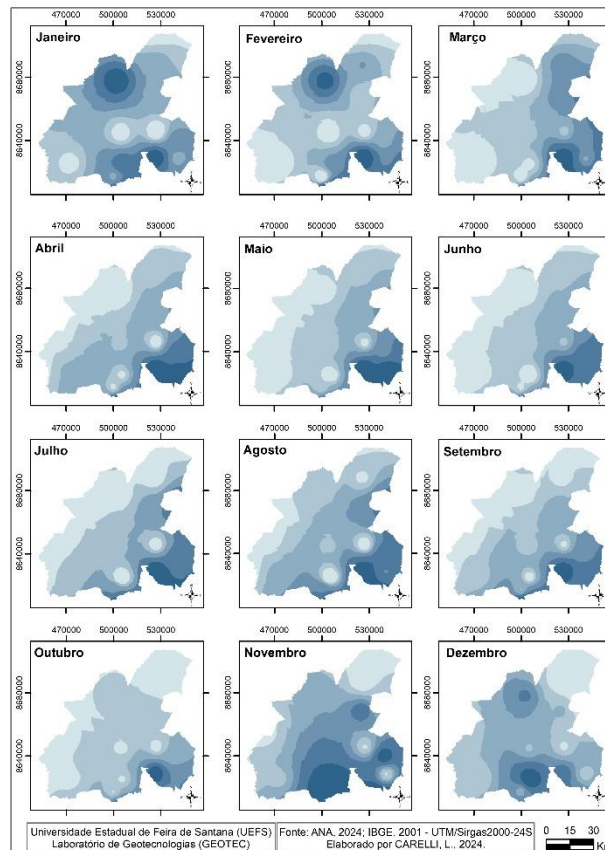 470000 500000 530000
470000 500000 530000
470000 500000 530000
Janeiro
Fevereiro
Março
8680000
8680000
8680000
8640000
8640000
8640000
470000 500000 530000
470000 500000 530000
470000 500000 530000
Abril
Maio
Junho
8680000
8680000
8680000
8640000
8640000
8640000
470000 500000 530000
470000 500000 530000
470000 500000 530000
Julho
Agosto
Setembro
8680000
8680000
8680000
8640000
8640000
8640000
470000 500000 530000
470000 500000 530000
470000 500000 530000
Outubro
Novembro
Dezembro
8680000
8680000
8680000
8640000
8640000
8640000
Universidade Estadual de Feira de Santana (UEFS)
Laboratório de Geotecnologias (GEOTEC)
Fonte: ANA, 2024; IBGE. 2001 - UTM/Sirgas2000-24S
Elaborado por CARELLI, L., 2024.
0 15 30
Km